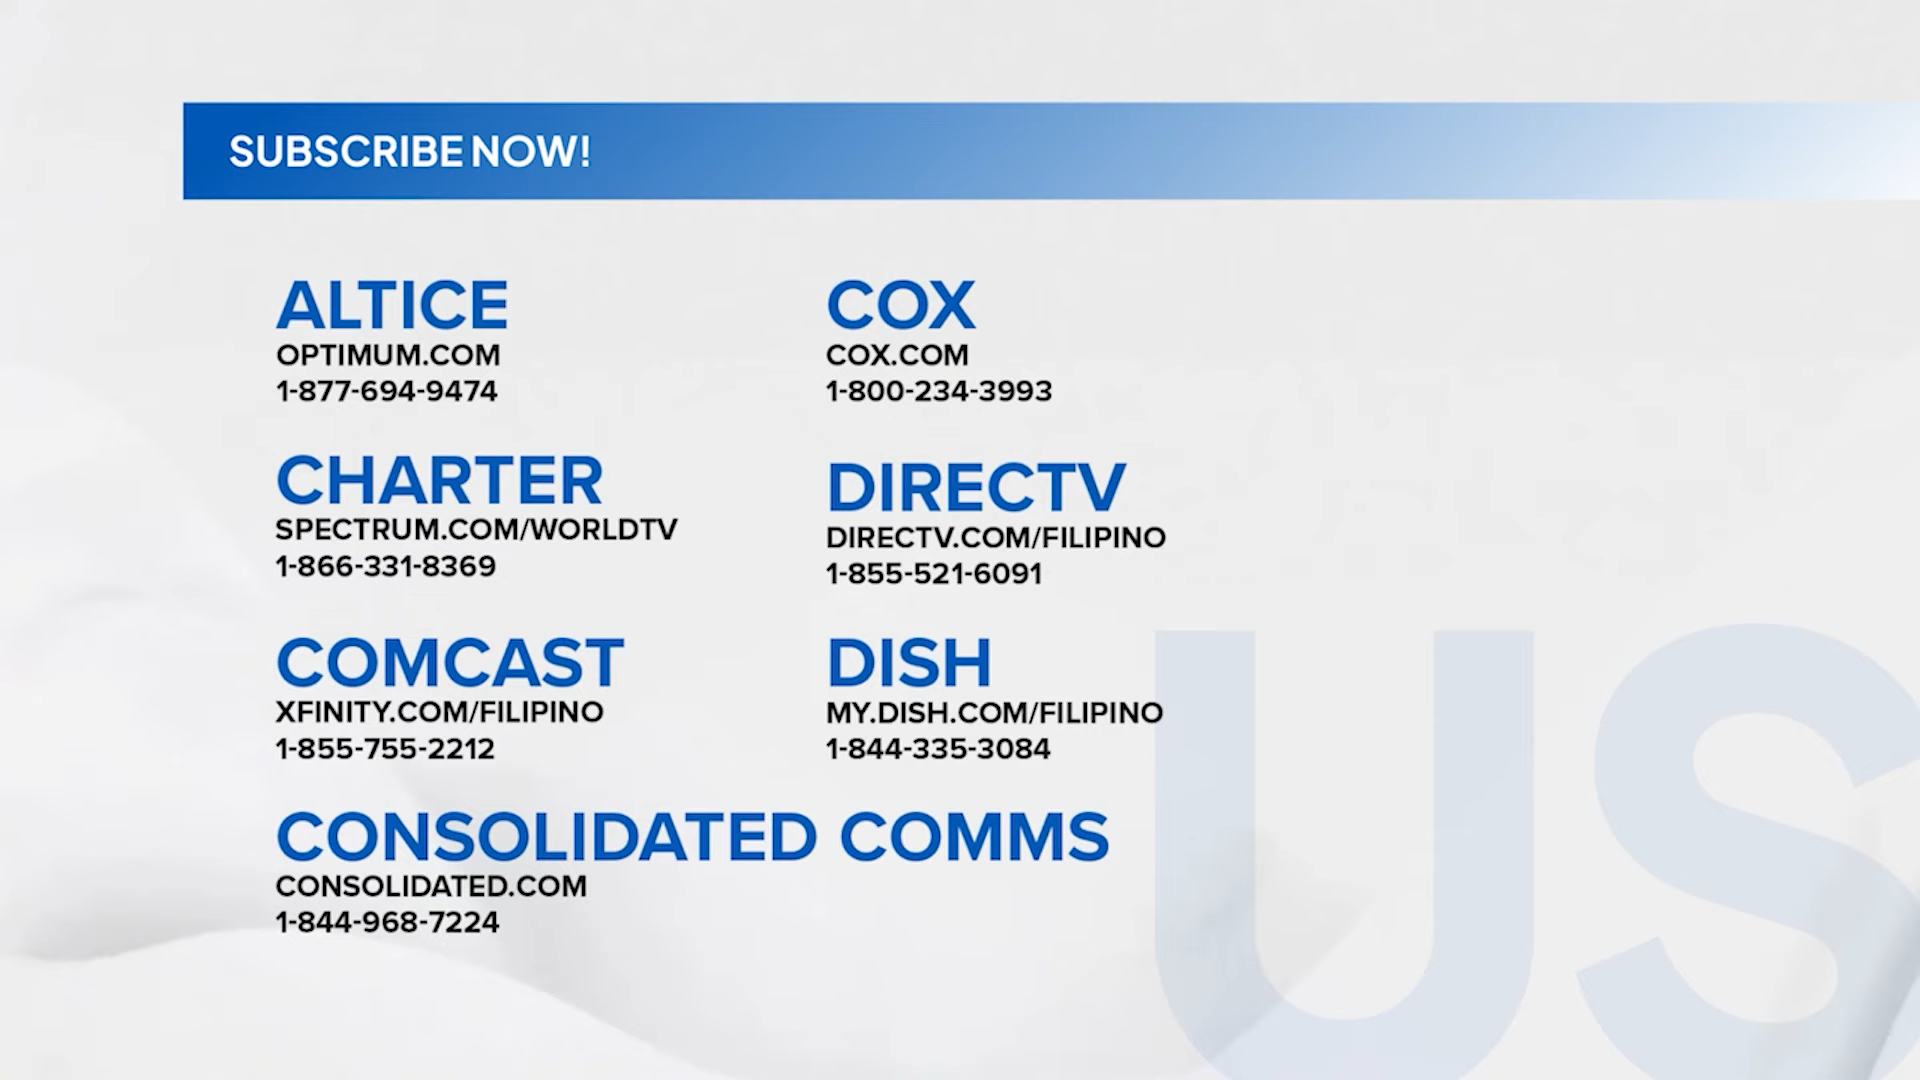 SUBSCRIBE NOW!
ALTICE
OPTIMUM.COM
1-877-694-9474
CHARTER
SPECTRUM.COM/WORLDTV
1-866-331-8369
COMCAST
XFINITY.COM/FILIPINO
1-855-755-2212
CONSOLIDATED COMMS
CONSOLIDATED.COM
1-844-968-7224
COX
COX.COM
1-800-234-3993
DIRECTV
DIRECTV.COM/FILIPINO
1-855-521-6091
DISH
MY.DISH.COM/FILIPINO
1-844-335-3084
US